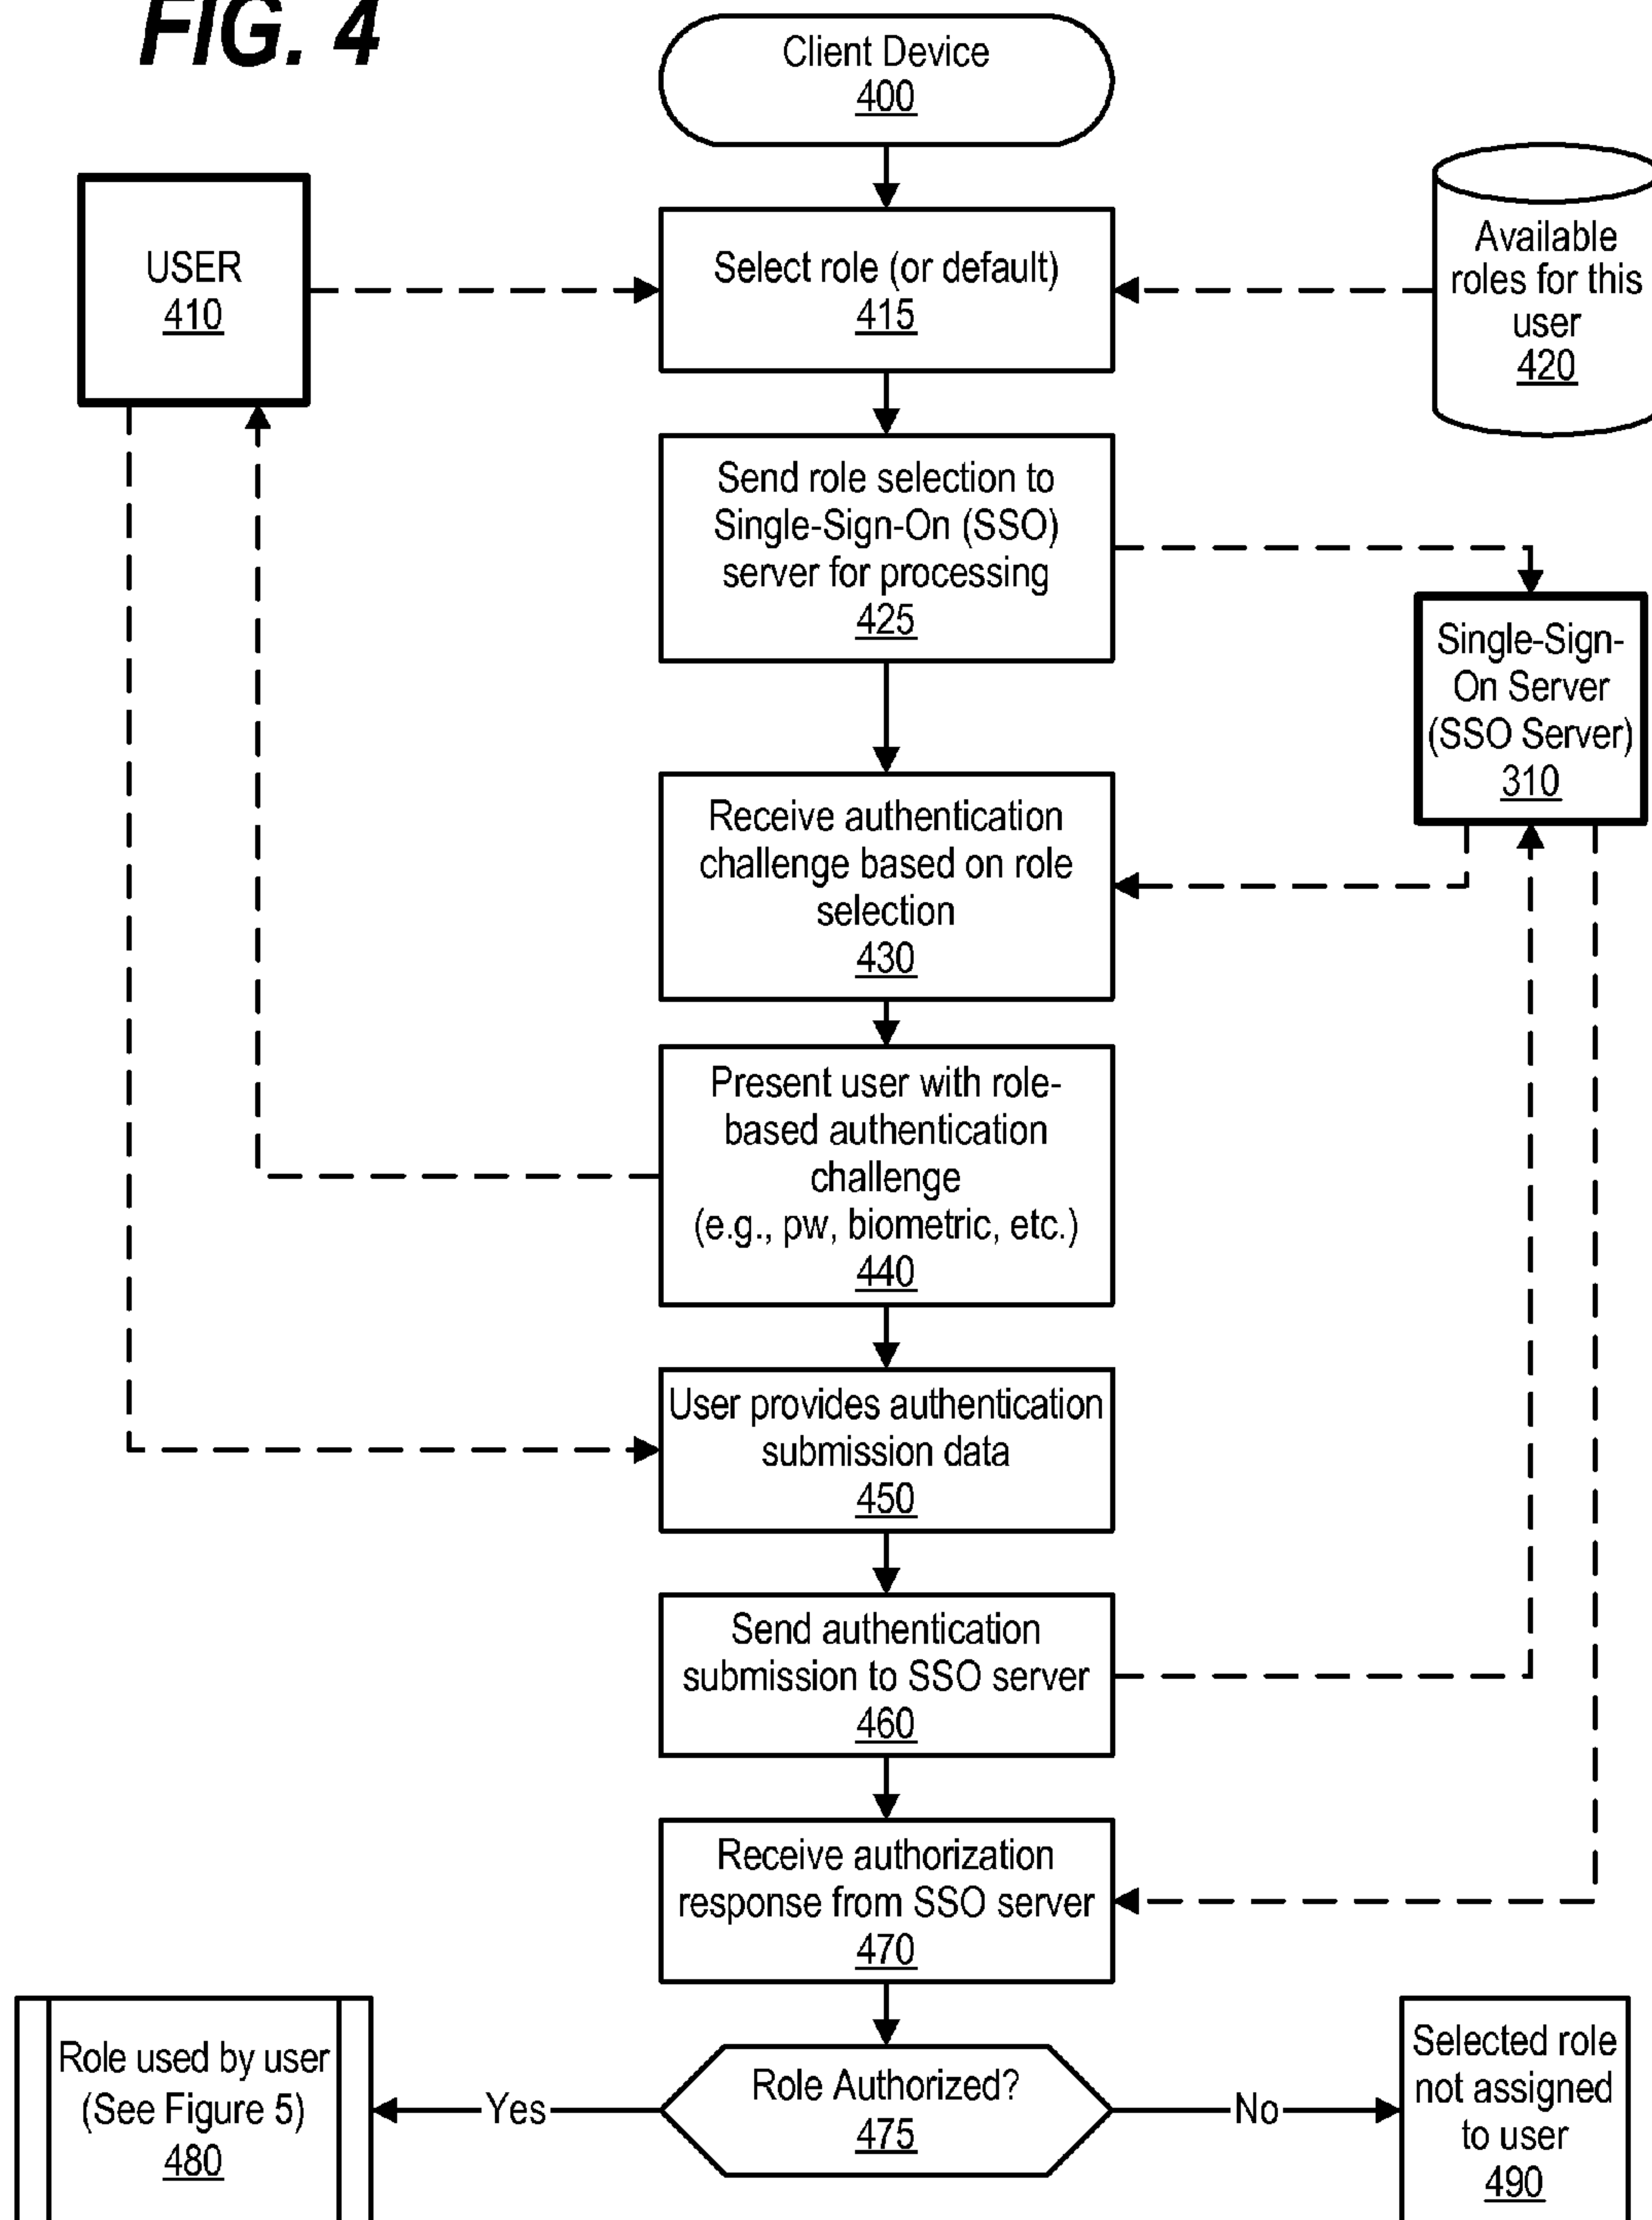 FIG. 4
Client Device
400
USER
410
Select role (or default)
415
Available
roles for this
user
420
Send role selection to
Single-Sign-On (SSO)
server for processing
425
Single-Sign-
On Server
(SSO Server)
310
Receive authentication
challenge based on role
selection
430
Present user with role-
based authentication
challenge
(e.g., pw, biometric, etc.)
440
User provides authentication
submission data
450
Send authentication
submission to SSO server
460
Receive authorization
response from SSO server
470
Role Authorized?
475
Yes
No
Role used by user
(See Figure 5)
480
Selected role
not assigned
to user
490